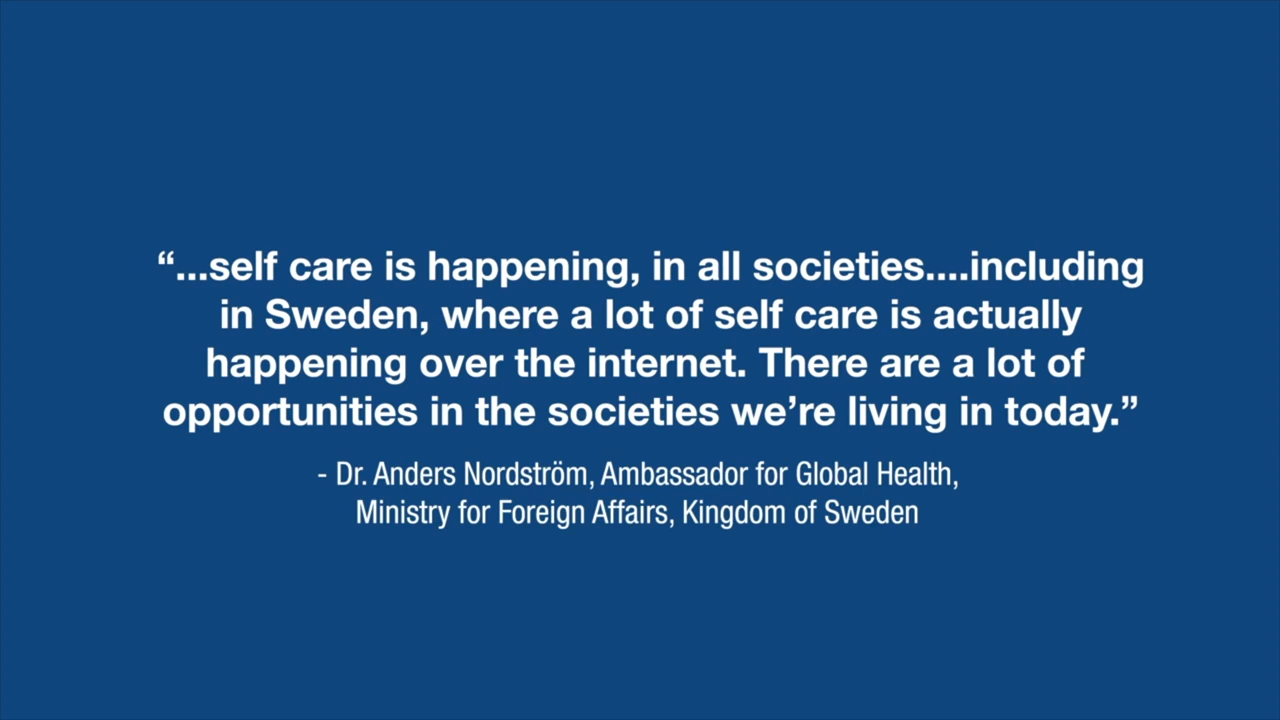 “...self care is happening, in all societies....including
in Sweden, where a lot of self care is actually
happening over the internet. There are a lot of
opportunities in the societies we’re living in today.”
- Dr. Anders Nordström, Ambassador for Global Health,
Ministry for Foreign Affairs, Kingdom of Sweden